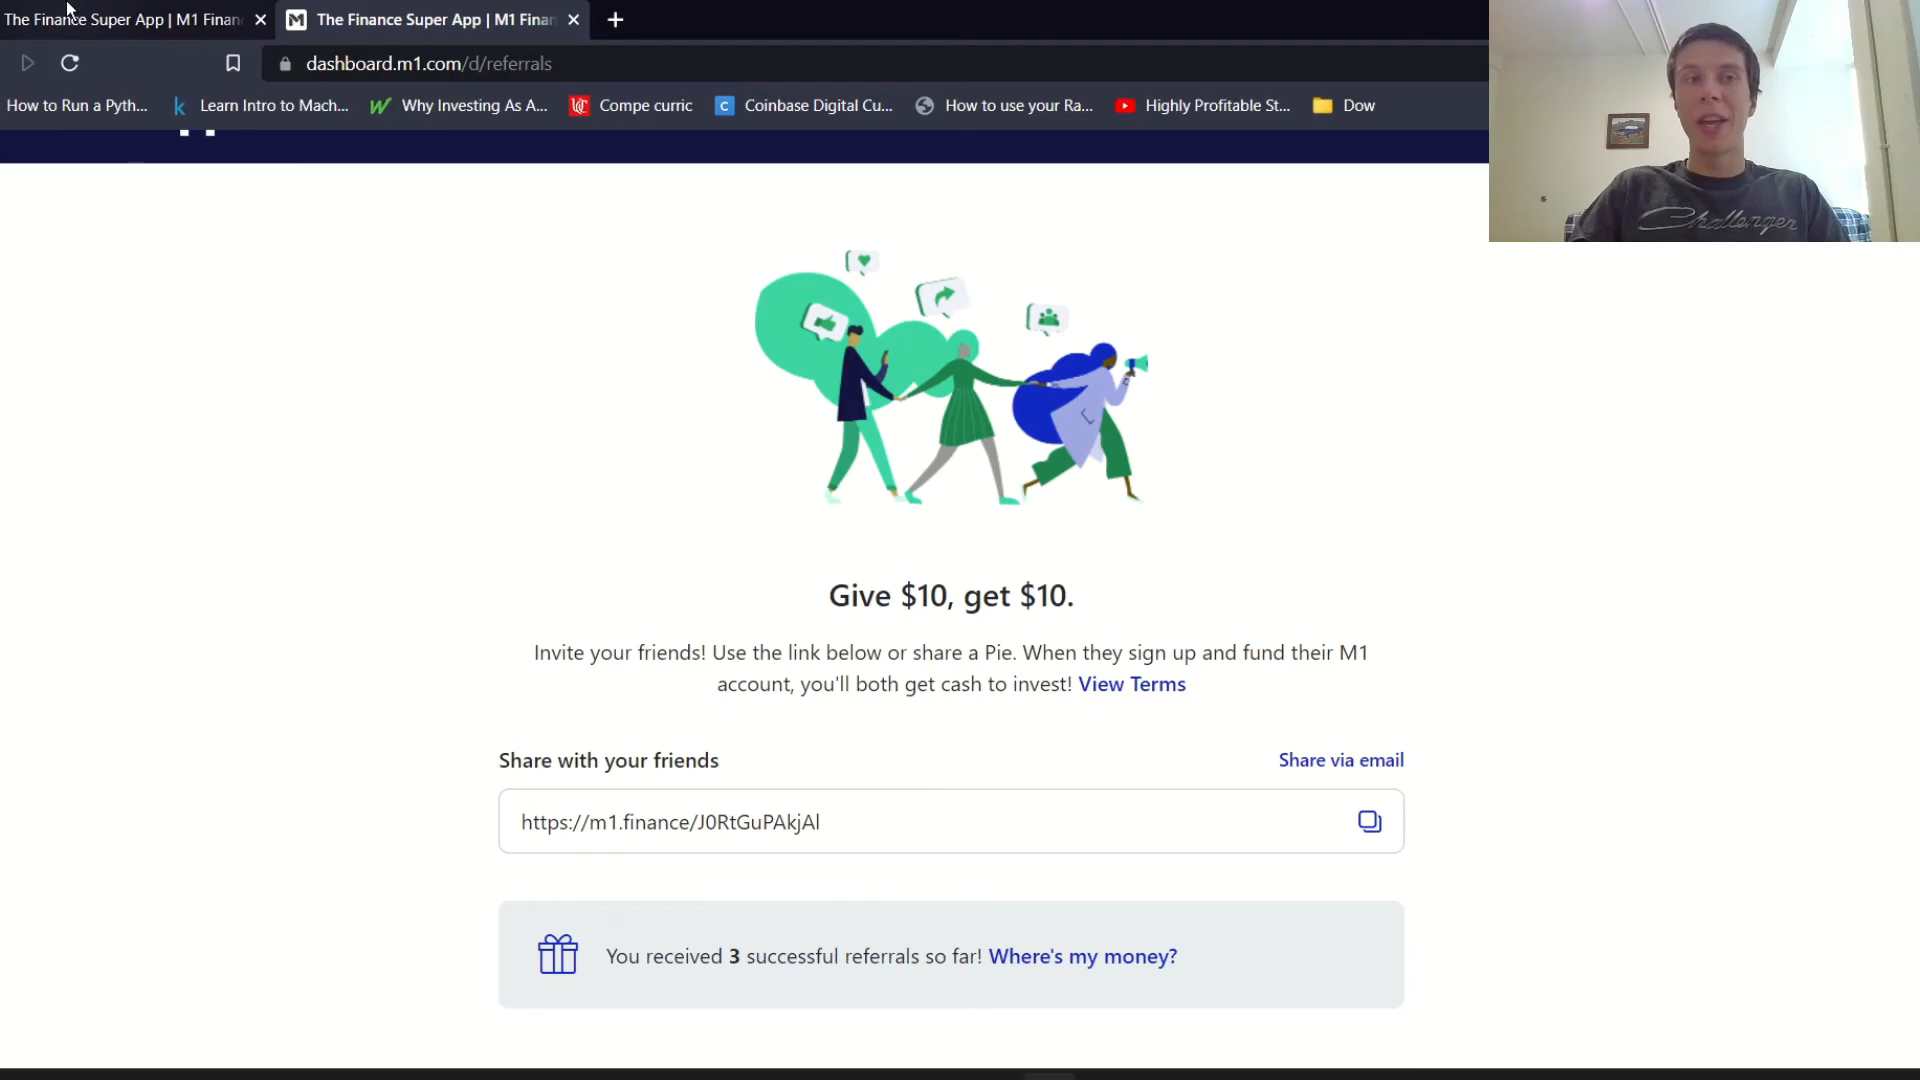 The Finance Super App | M1 Finan
The Finance Super App | M1 Finan
dashboard.m1.com/d/referrals
How to Run a Pyth...
Learn Intro to Mach...
Why Investing As A...
Compe curric
Coinbase Digital Cu...
How to use your Ra...
Highly Profitable St...
Dow
Challenger
Give $10, get $10.
Invite your friends! Use the link below or share a Pie. When they sign up and fund their M1
account, you'll both get cash to invest! View Terms
Share with your friends
Share via email
https://m1.finance/J0RtGuPAkjAl
You received 3 successful referrals so far! Where's my money?